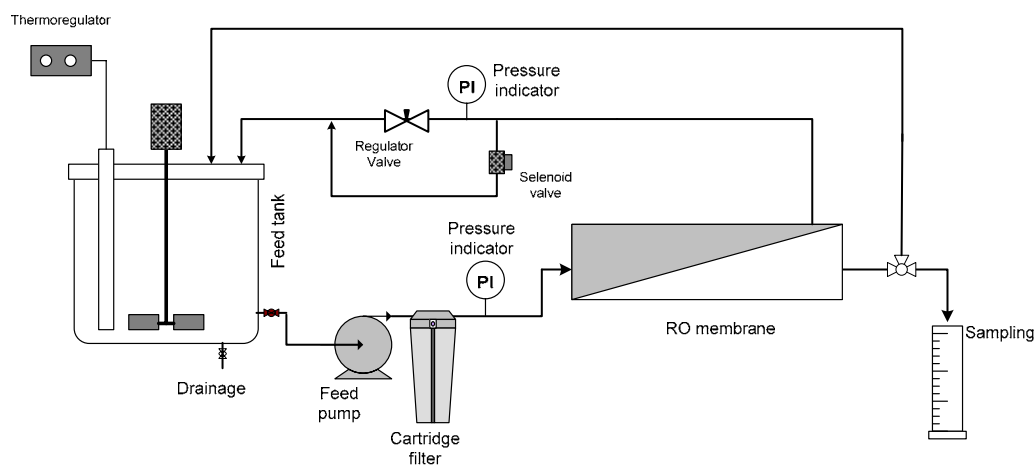 Thermoregulator
PI
Pressure
indicator
Regulator
Valve
Selenoid
valve
Feed tank
Pressure
indicator
PI
RO membrane
Sampling
Drainage
Feed
pump
Cartridge
filter